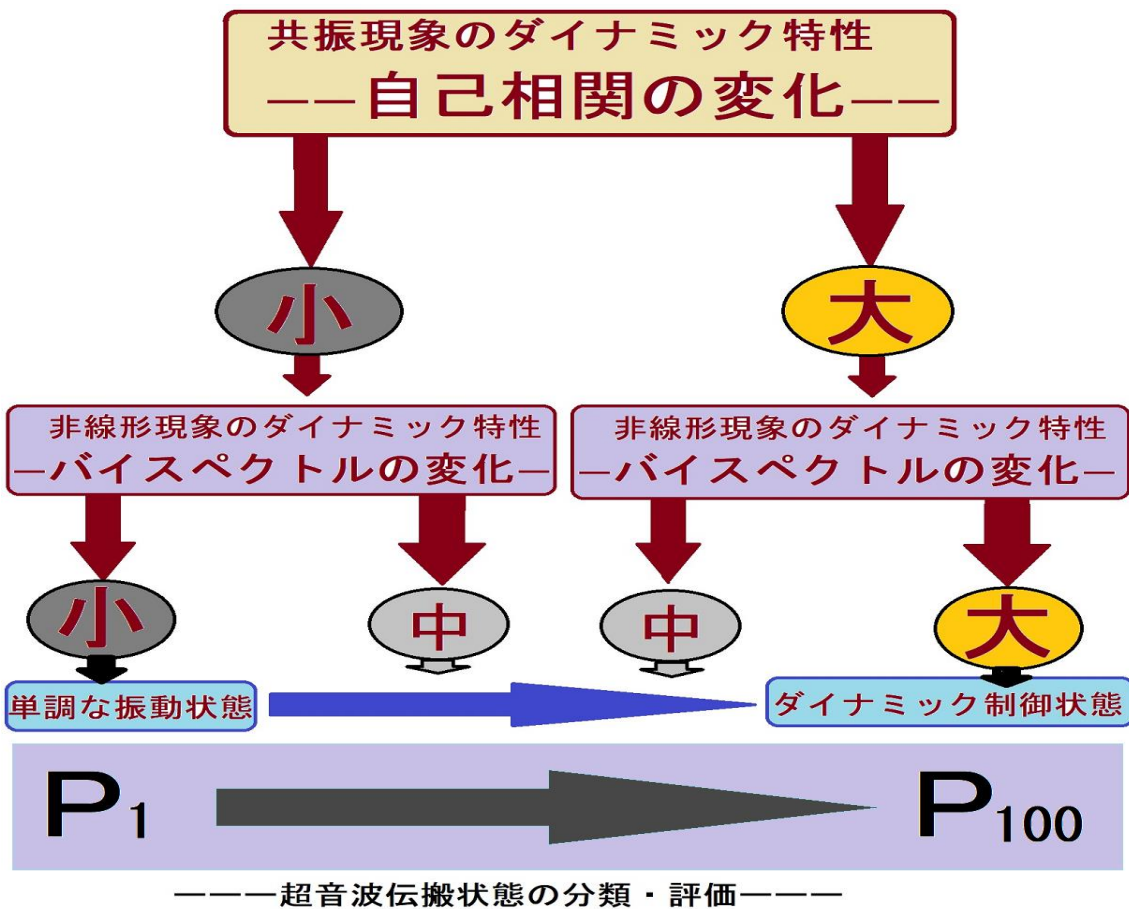 共振現象のダイナミック特性
——自己相関の変化——
小
大
非線形現象のダイナミック特性
—バイスペクトルの変化—
非線形現象のダイナミック特性
—バイスペクトルの変化—
小
中
中
大
単調な振動状態
ダイナミック制御状態
P1
P100
———超音波伝搬状態の分類・評価———